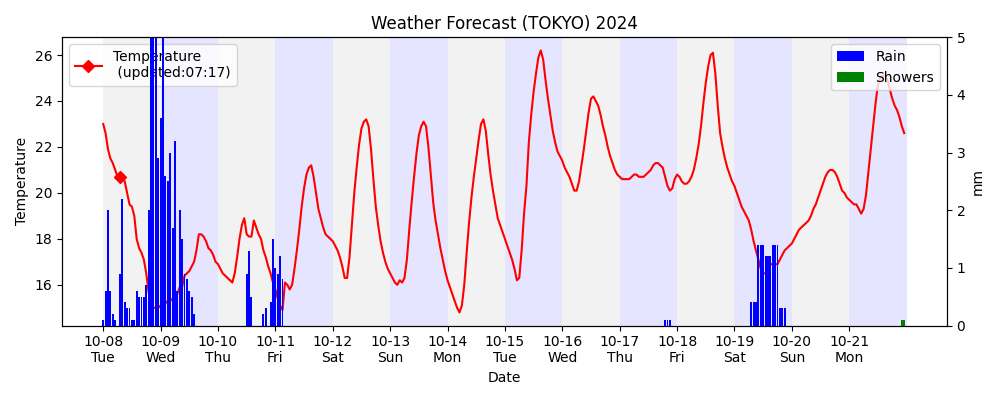 Weather Forecast (TOKYO) 2024
Temperature
(updated:07:17)
Rain
Showers
26
24
22
20
18
16
Temperature
5
4
3
2
1
0
mm
10-08 10-09 10-10 10-11 10-12 10-13 10-14 10-15 10-16 10-17 10-18 10-19 10-20 10-21
Tue Wed Thu Fri Sat Sun Mon Tue Wed Thu Fri Sat Sun Mon
Date